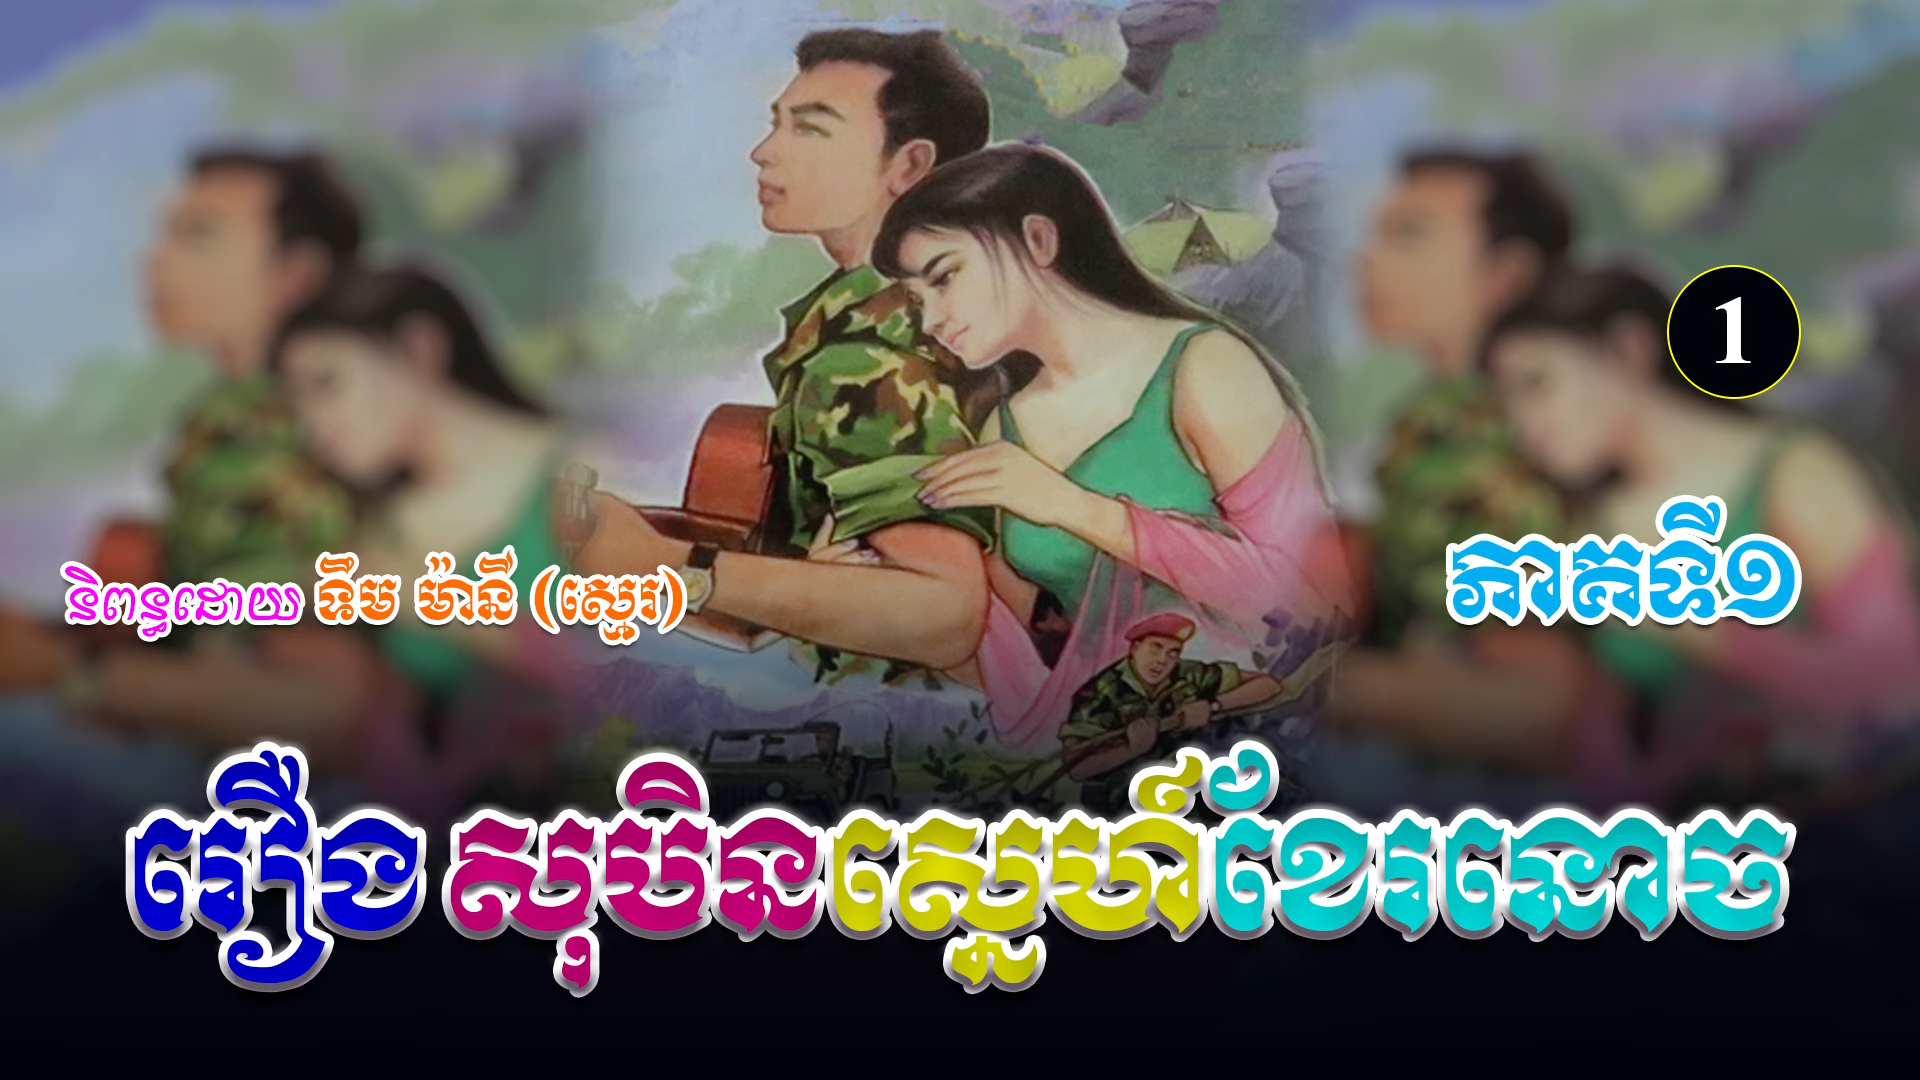 1
ភាគទី១
និពន្ធដោយ ទឹម ម៉ានី (ស្មេរ)
រឿង សុបិនស្នេហ៍ខែរនោច